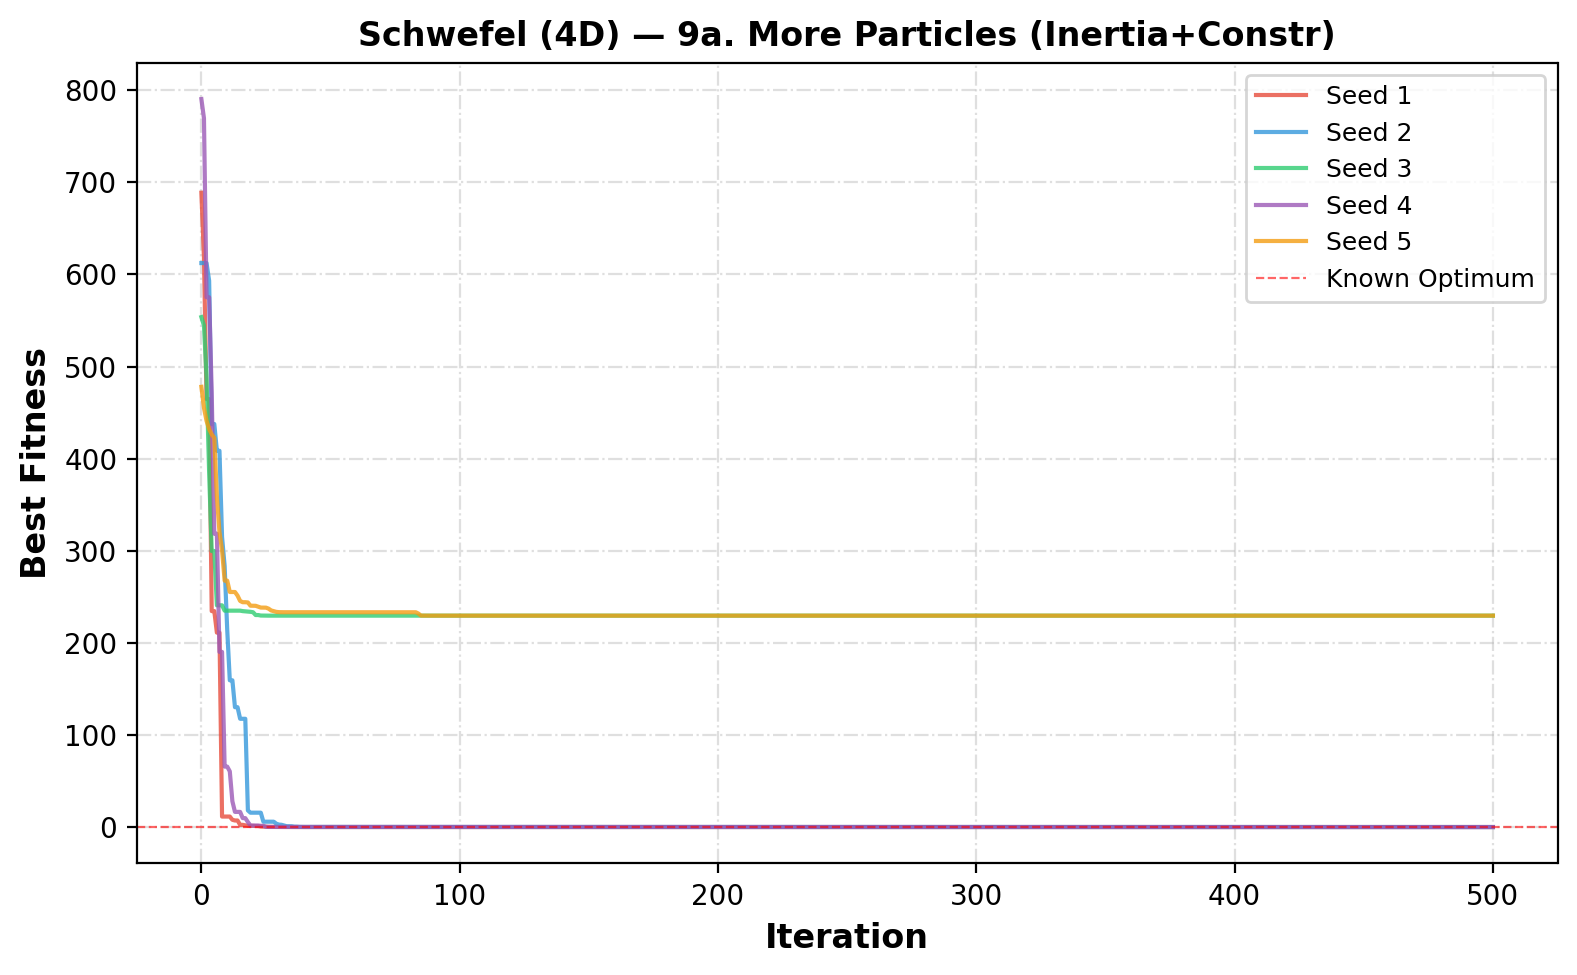 Schwefel (4D) — 9a. More Particles (Inertia+Constr)
Best Fitness
800
700
600
500
400
300
200
100
0
Seed 1
Seed 2
Seed 3
Seed 4
Seed 5
Known Optimum
0 100 200 300 400 500
Iteration